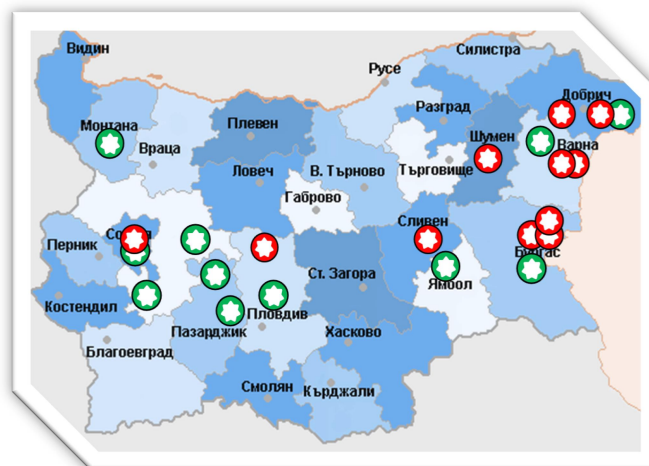 Видин
Силистра
Русе
Добрич
Разград
Монтана
Плевен
Шумен
Варна
Враца
Ловеч
В. Търново
Търговище
Габрово
Сливен
София
Перник
Бургас
Ст. Загора
Ямбол
Костендил
Пловдив
Пазарджик
Хасково
Благоевград
Смолян
Кърджали